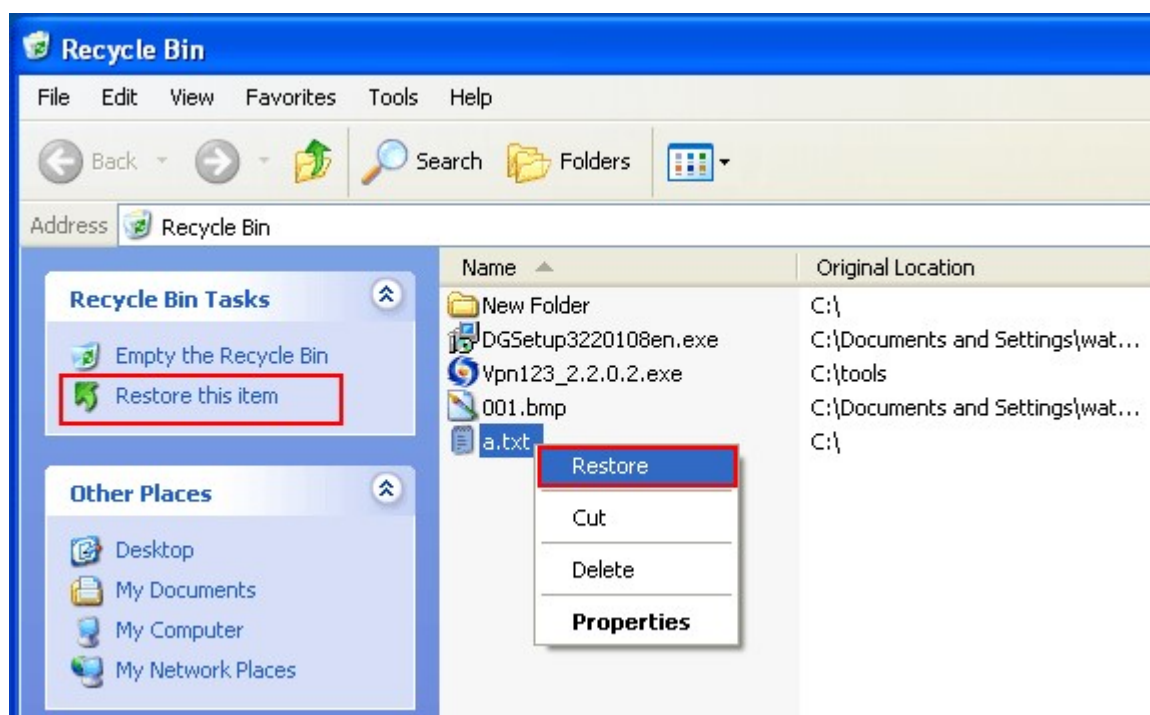 Recycle Bin
File Edit View Favorites Tools Help
Back Search Folders
Address Recycle Bin
Name Original Location
Recycle Bin Tasks
Empty the Recycle Bin
Restore this item
Other Places
Desktop
My Documents
My Computer
My Network Places
New Folder C:\
DGSetup3220108en.exe C:\Documents and Settings\wat...
Vpn123_2.2.0.2.exe C:\tools
001.bmp C:\Documents and Settings\wat...
a.txt C:\
Restore
Cut
Delete
Properties